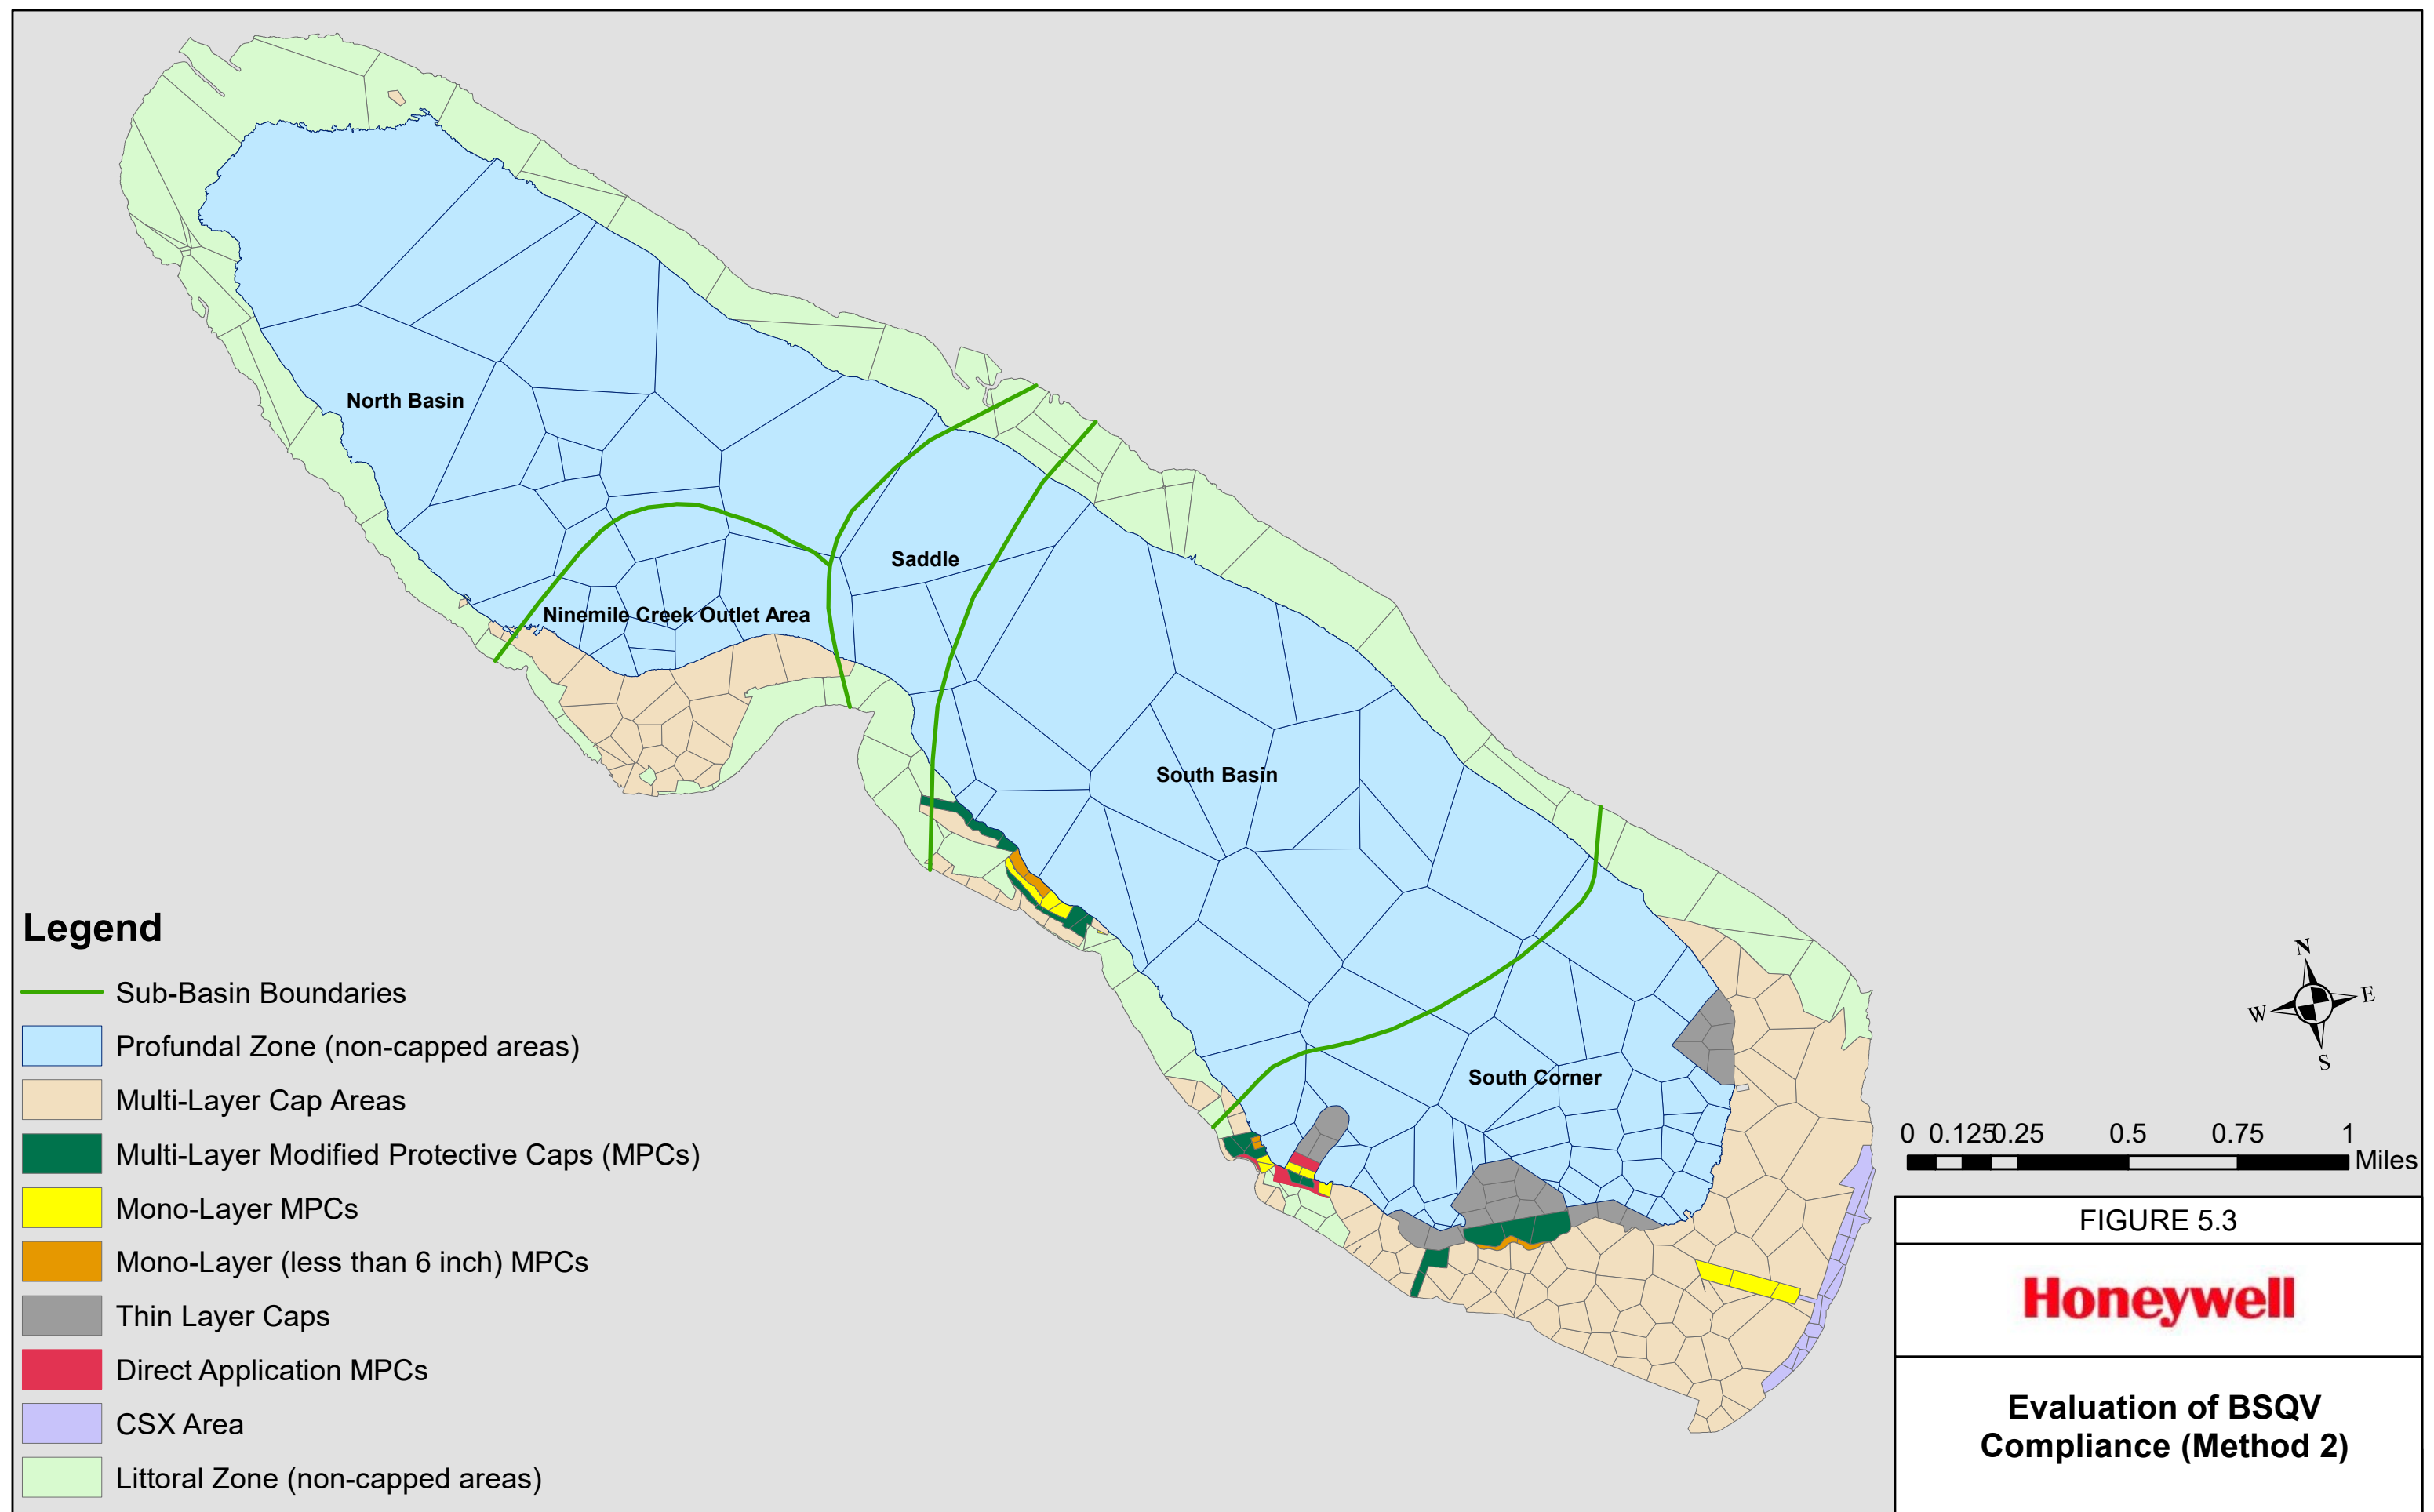 North Basin
Saddle
Ninemile Creek Outlet Area
South Basin
South Corner
Legend
Sub-Basin Boundaries
Profundal Zone (non-capped areas)
Multi-Layer Cap Areas
Multi-Layer Modified Protective Caps (MPCs)
Mono-Layer MPCs
Mono-Layer (less than 6 inch) MPCs
Thin Layer Caps
Direct Application MPCs
CSX Area
Littoral Zone (non-capped areas)
N
W E
S
0 0.125 0.25 0.5 0.75 1
Miles
FIGURE 5.3
Honeywell
Evaluation of BSQV
Compliance (Method 2)